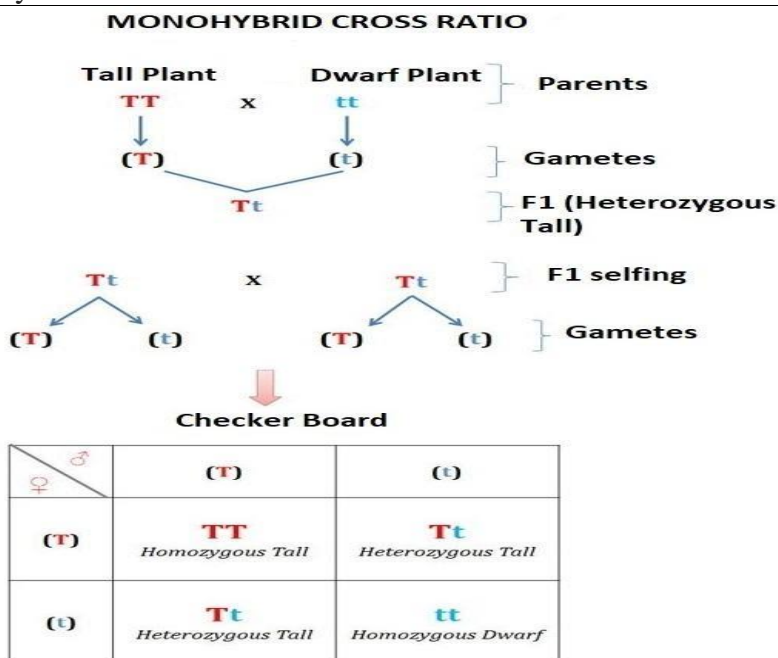 MONOHYBRID CROSS RATIO
Tall Plant Dwarf Plant Parents
TT x tt
(T) (t) Gametes
Tt F1 (Heterozygous
Tall)
Tt x Tt F1 selfing
(T) (t) (T) (t) Gametes
Checker Board
♂ (T) (t)
♀
(T) TT Tt
Homozygous Tall Heterozygous Tall
(t) Tt tt
Heterozygous Tall Homozygous Dwarf